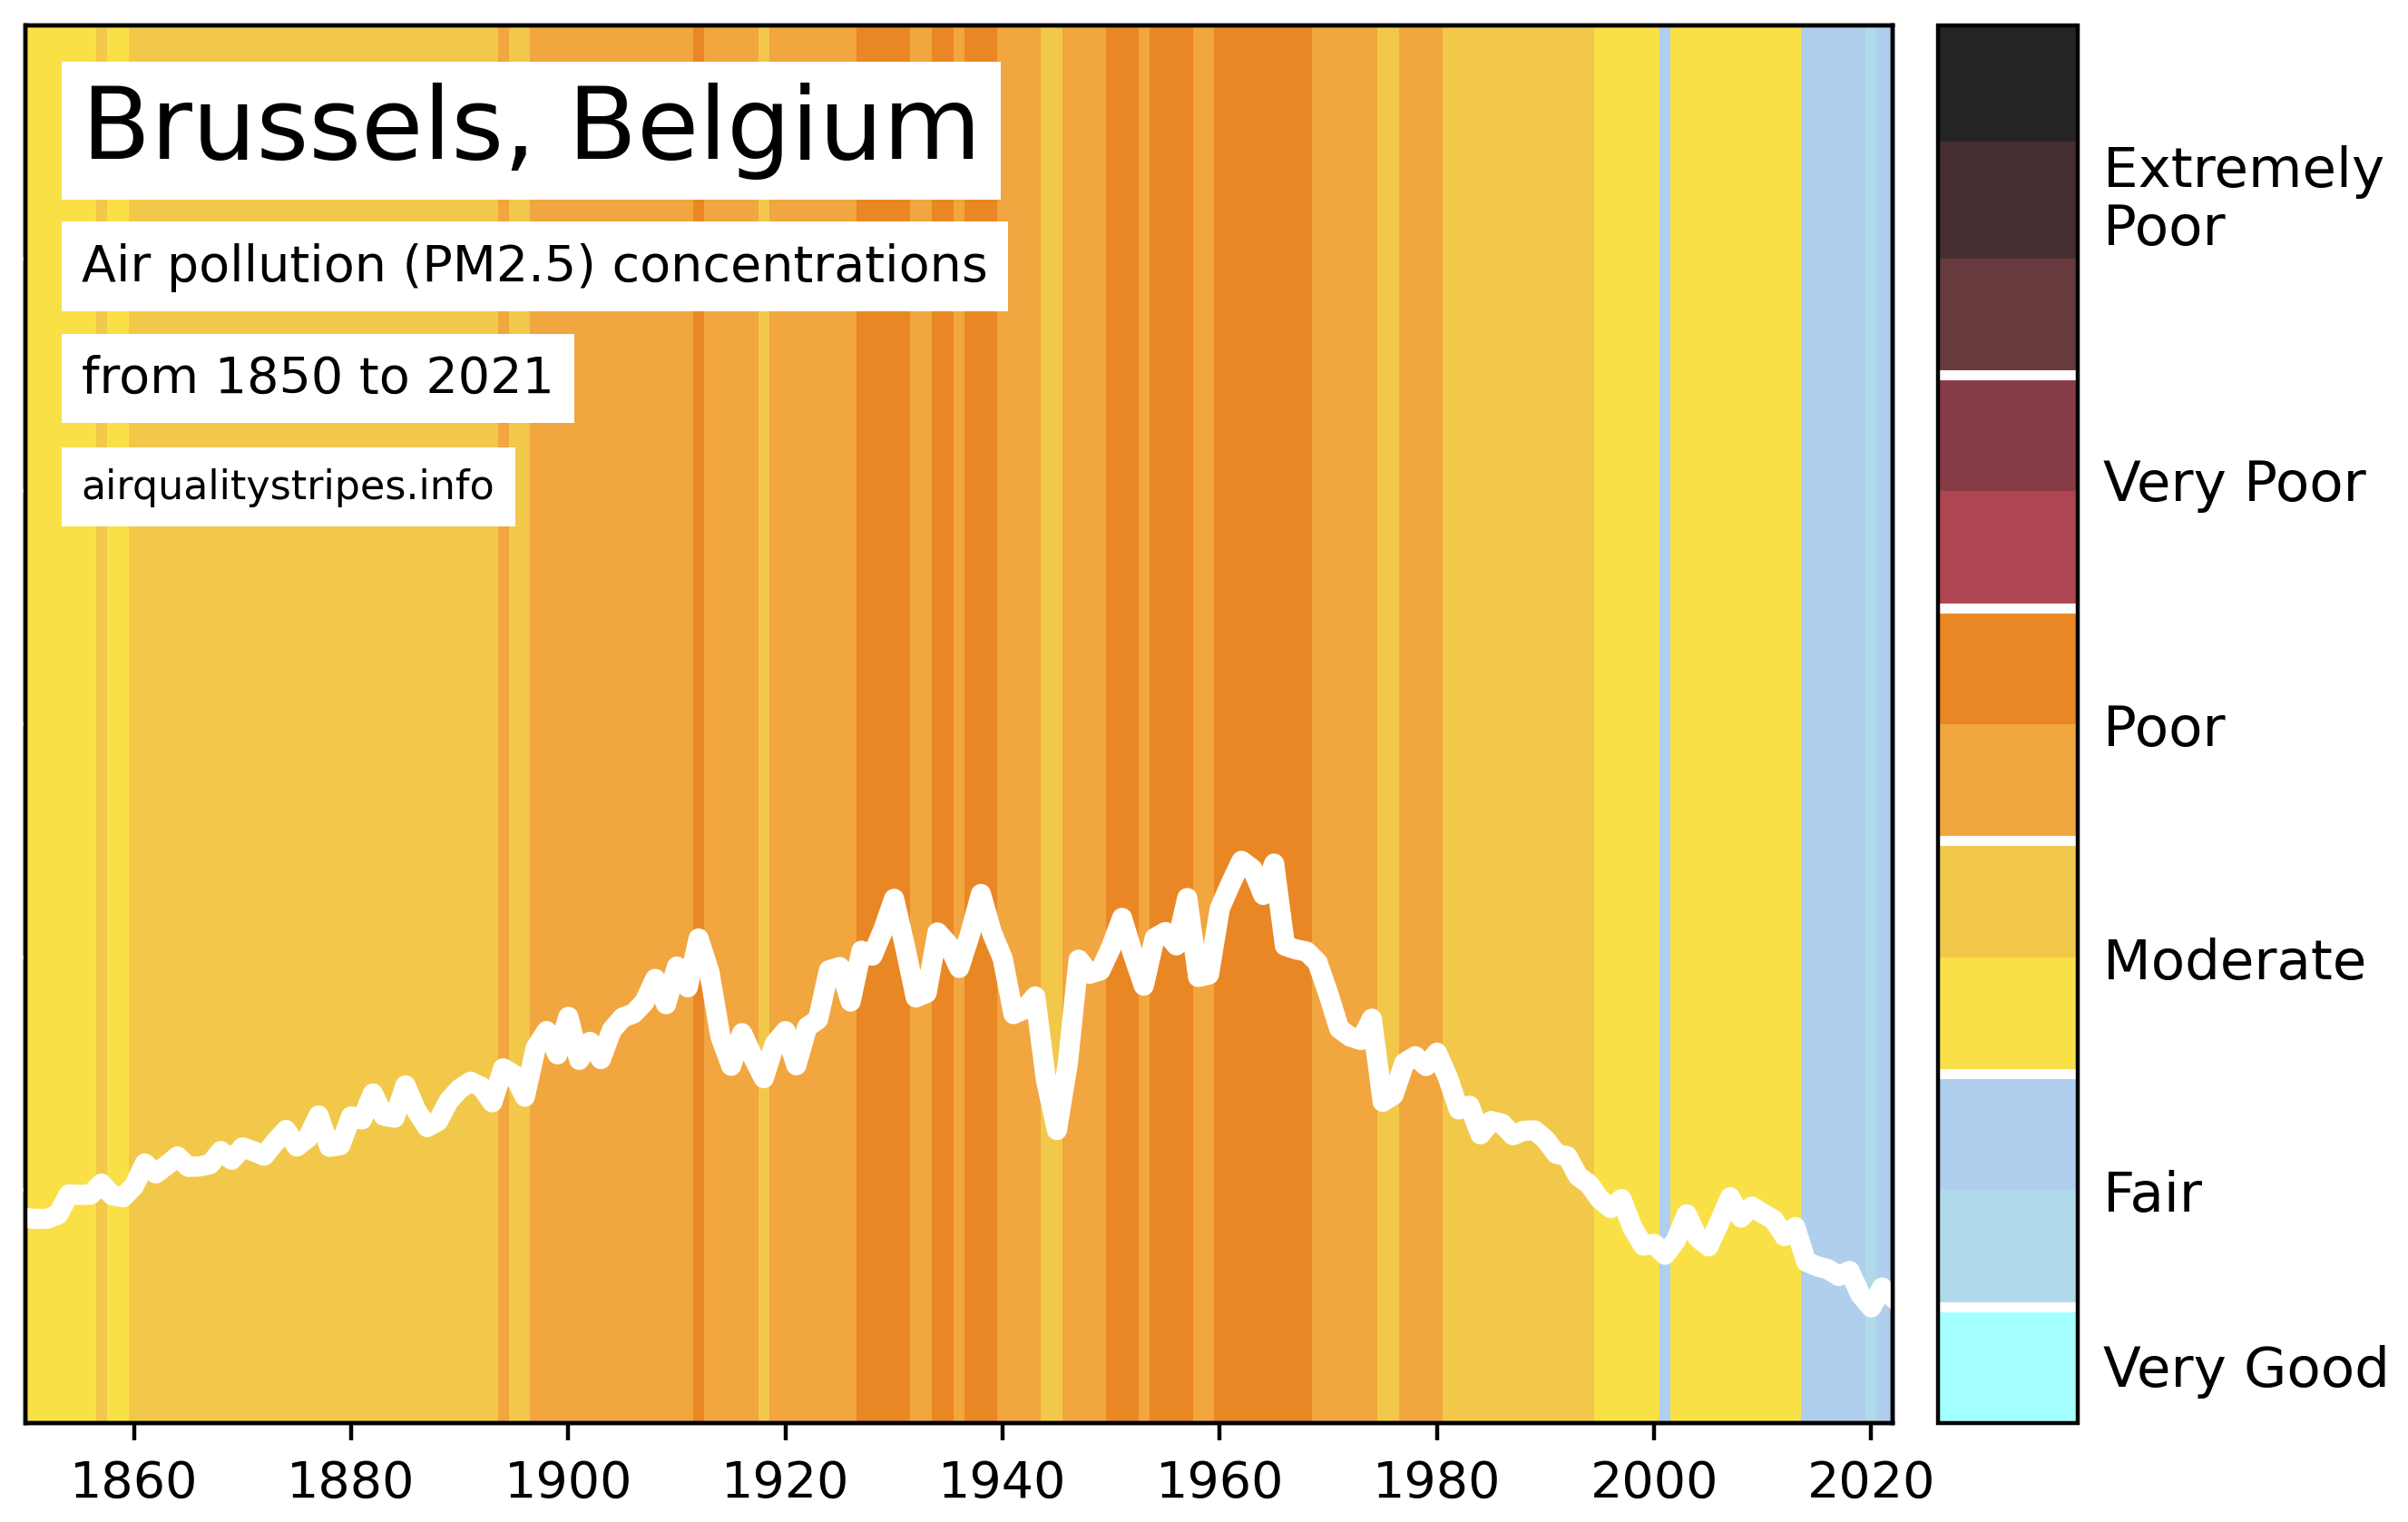 Brussels, Belgium
Air pollution (PM2.5) concentrations
from 1850 to 2021
airqualitystripes.info
Extremely
Poor
Very Poor
Poor
Moderate
Fair
Very Good
1860 1880 1900 1920 1940 1960 1980 2000 2020